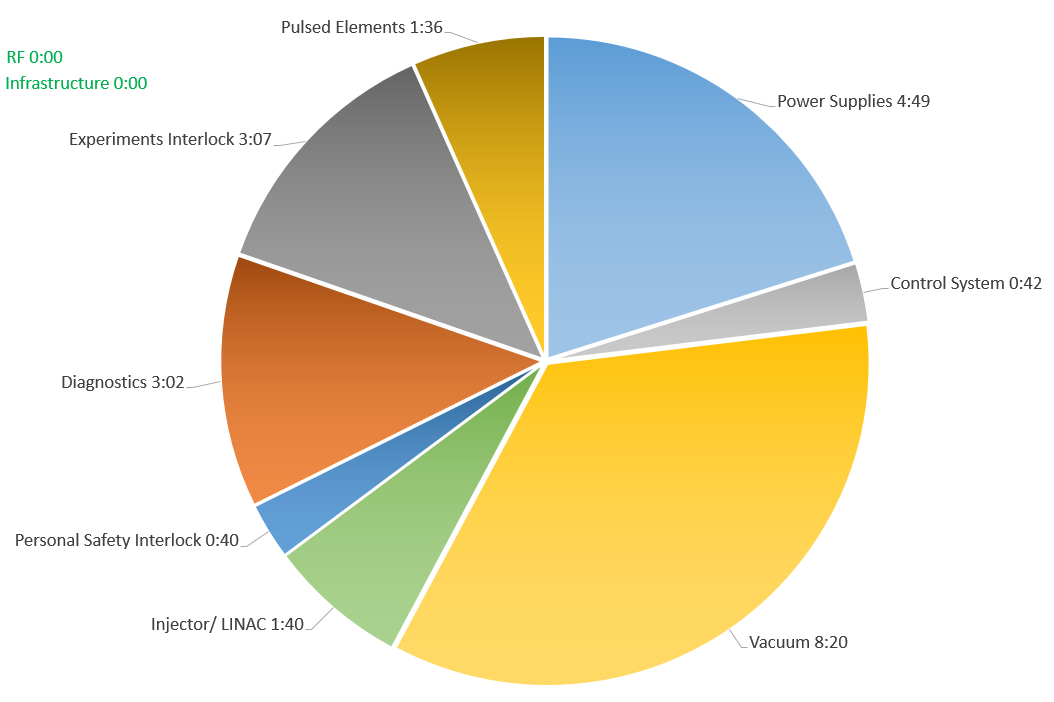 Pulsed Elements 1:36
RF 0:00
Infrastructure 0:00
Power Supplies 4:49
Experiments Interlock 3:07
Control System 0:42
Diagnostics 3:02
Personal Safety Interlock 0:40
Injector/ LINAC 1:40
Vacuum 8:20